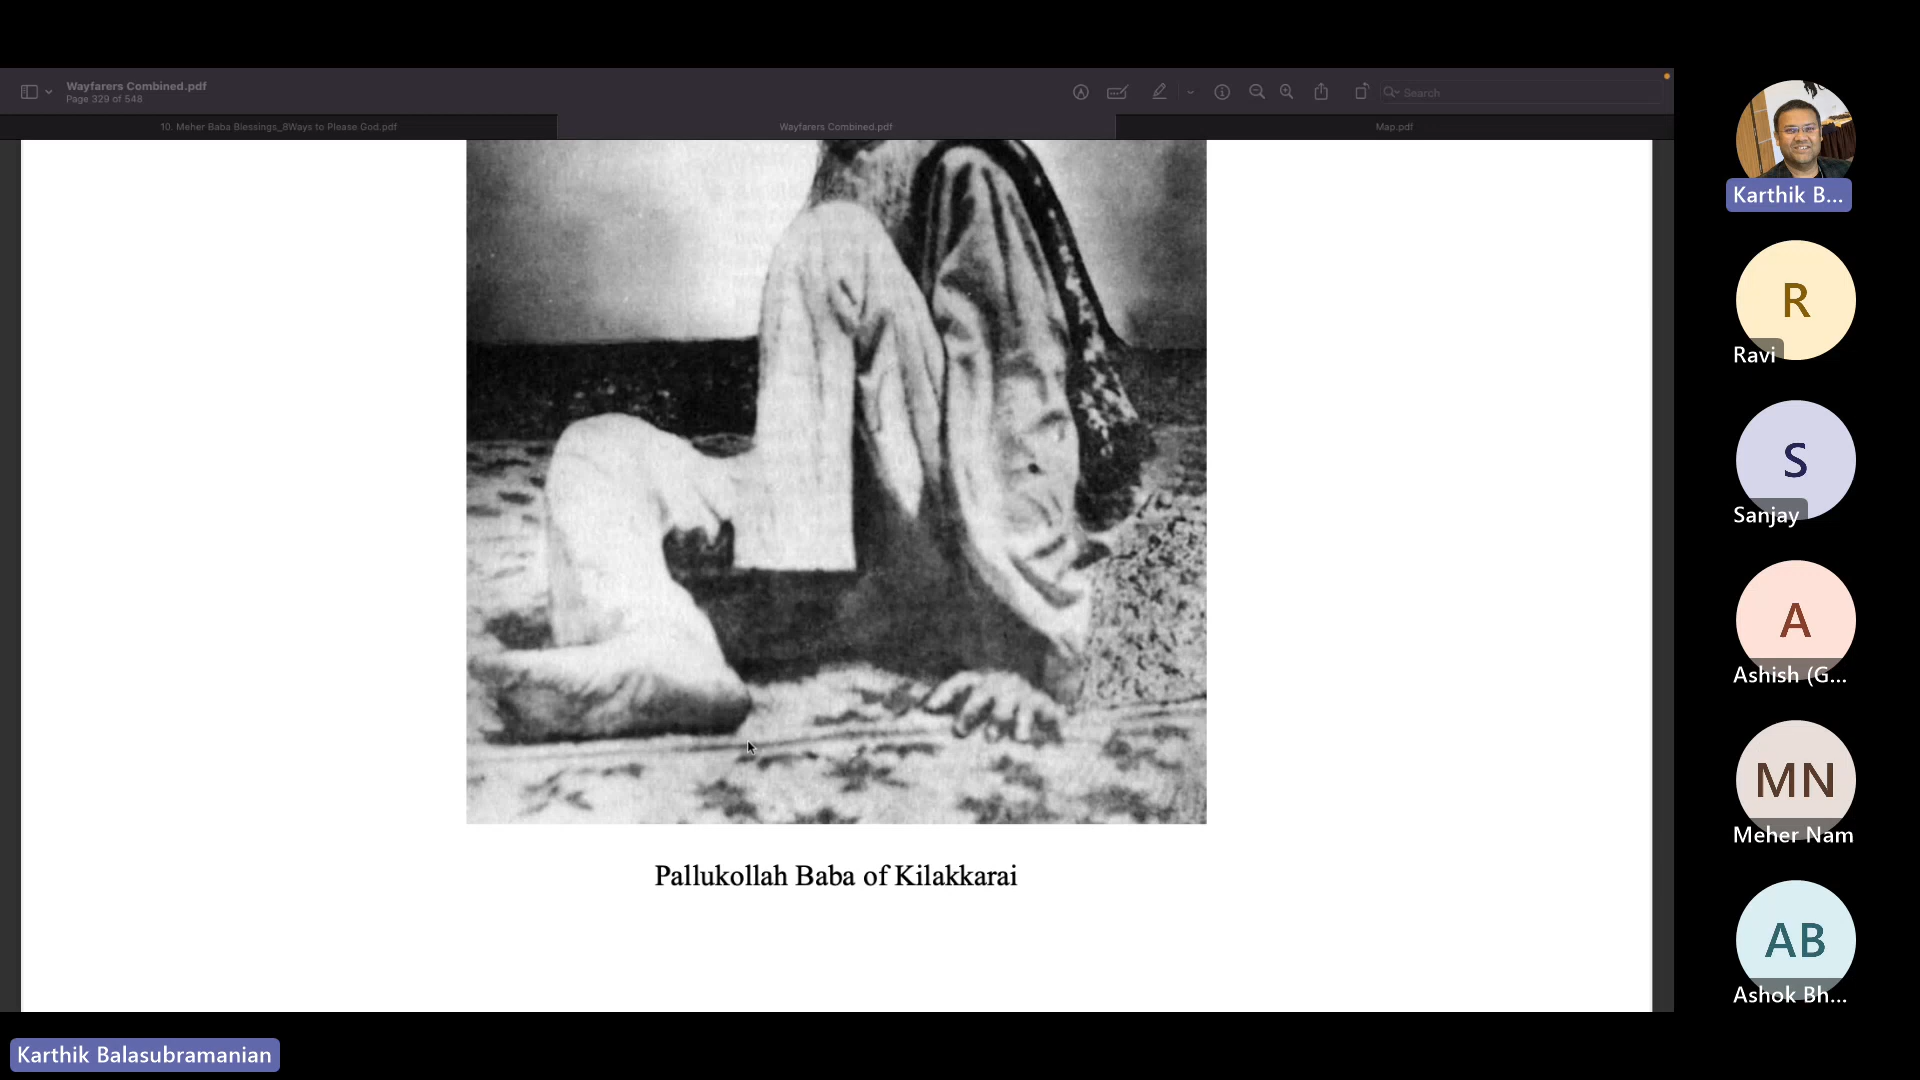 Wayfarers Combined.pdf
Page 329 of 548
Search
10. Meher Baba Blessings_8Ways to Please God.pdf
Wayfarers Combined.pdf
Map.pdf
Pallukollah Baba of Kilakkarai
Karthik B...
R
Ravi
S
Sanjay
A
Ashish (G...
MN
Meher Nam
AB
Ashok Bh...
Karthik Balasubramanian